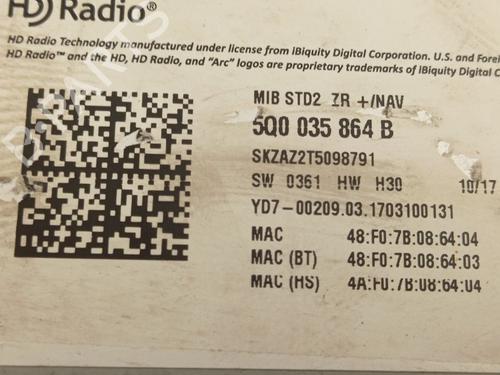 HD Radio®
HD Radio Technology manufactured under license from iBiquity Digital Corporation. U.S. and Forei
HD Radio™ and the HD, HD Radio, and "Arc" logos are proprietary trademarks of iBiquity Digital C
MIB STD2 ZR +/NAV
5Q0 035 864 B
SKZAZ2T5098791
SW 0361 HW H30 10/17
YD7-00209.03.1703100131
MAC 48:F0:7B:08:64:04
MAC (BT) 48:F0:7B:08:64:03
MAC (HS) 4A:F0:7B:08:64:04
B-PARTS